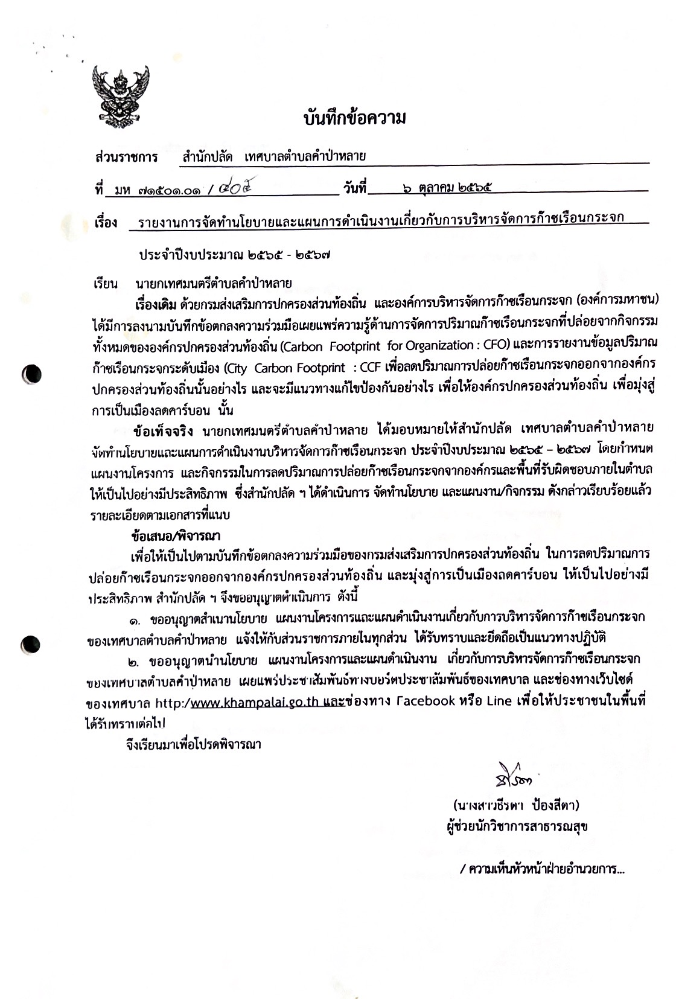 บันทึกข้อความ
ส่วนราชการ สำนักปลัด เทศบาลตำบลคำป่าหลาย
ที่ มห ๗๑๕๐๑.๐๑ / ๔๐๕ วันที่ ๖ ตุลาคม ๒๕๖๕
เรื่อง รายงานการจัดทำนโยบายและแผนการดำเนินงานเกี่ยวกับการบริหารจัดการก๊าซเรือนกระจก
ประจำปีงบประมาณ ๒๕๖๕ - ๒๕๖๗
เรียน นายกเทศมนตรีตำบลคำป่าหลาย
เรื่องเดิม ด้วยกรมส่งเสริมการปกครองส่วนท้องถิ่น และองค์การบริหารจัดการก๊าซเรือนกระจก (องค์การมหาชน)
ได้มีการลงนามบันทึกข้อตกลงความร่วมมือเผยแพร่ความรู้ด้านการจัดการปริมาณก๊าซเรือนกระจกที่ปล่อยจากกิจกรรม
ทั้งหมดขององค์กรปกครองส่วนท้องถิ่น (Carbon Footprint for Organization : CFO) และการรายงานข้อมูลปริมาณ
ก๊าซเรือนกระจกระดับเมือง (City Carbon Footprint : CCF เพื่อลดปริมาณการปล่อยก๊าซเรือนกระจกออกจากองค์กร
ปกครองส่วนท้องถิ่นนั้นอย่างไร และจะมีแนวทางแก้ไขป้องกันอย่างไร เพื่อให้องค์กรปกครองส่วนท้องถิ่น เพื่อมุ่งสู่
การเป็นเมืองลดคาร์บอน นั้น
ข้อเท็จจริง นายกเทศมนตรีตำบลคำป่าหลาย ได้มอบหมายให้สำนักปลัด เทศบาลตำบลคำป่าหลาย
จัดทำนโยบายและแผนการดำเนินงานบริหารจัดการก๊าซเรือนกระจก ประจำปีงบประมาณ ๒๕๖๕ – ๒๕๖๗ โดยกำหนด
แผนงานโครงการ และกิจกรรมในการลดปริมาณการปล่อยก๊าซเรือนกระจกจากองค์กรและพื้นที่รับผิดชอบภายในตำบล
ให้เป็นไปอย่างมีประสิทธิภาพ ซึ่งสำนักปลัด ฯ ได้ดำเนินการ จัดทำนโยบาย และแผนงาน/กิจกรรม ดังกล่าวเรียบร้อยแล้ว
รายละเอียดตามเอกสารที่แนบ
ข้อเสนอ/พิจารณา
เพื่อให้เป็นไปตามบันทึกข้อตกลงความร่วมมือของกรมส่งเสริมการปกครองส่วนท้องถิ่น ในการลดปริมาณการ
ปล่อยก๊าซเรือนกระจกออกจากองค์กรปกครองส่วนท้องถิ่น และมุ่งสู่การเป็นเมืองลดคาร์บอน ให้เป็นไปอย่างมี
ประสิทธิภาพ สำนักปลัด ฯ จึงขออนุญาตดำเนินการ ดังนี้
๑. ขออนุญาตสำเนานโยบาย แผนงานโครงการและแผนดำเนินงานเกี่ยวกับการบริหารจัดการก๊าซเรือนกระจก
ของเทศบาลตำบลคำป่าหลาย แจ้งให้กับส่วนราชการภายในทุกส่วน ได้รับทราบและยึดถือเป็นแนวทางปฏิบัติ
๒. ขออนุญาตนำนโยบาย แผนงานโครงการและแผนดำเนินงาน เกี่ยวกับการบริหารจัดการก๊าซเรือนกระจก
ของเทศบาลตำบลคำป่าหลาย เผยแพร่ประชาสัมพันธ์ทางบอร์ดประชาสัมพันธ์ของเทศบาล และช่องทางเว็บไซด์
ของเทศบาล http:/www.khampalai.go.th และช่องทาง Facebook หรือ Line เพื่อให้ประชาชนในพื้นที่
ได้รับทราบต่อไป
จึงเรียนมาเพื่อโปรดพิจารณา
ธีรตา
(นางสาวธีรตา ป้องสีดา)
ผู้ช่วยนักวิชาการสาธารณสุข
/ ความเห็นหัวหน้าฝ่ายอำนวยการ...